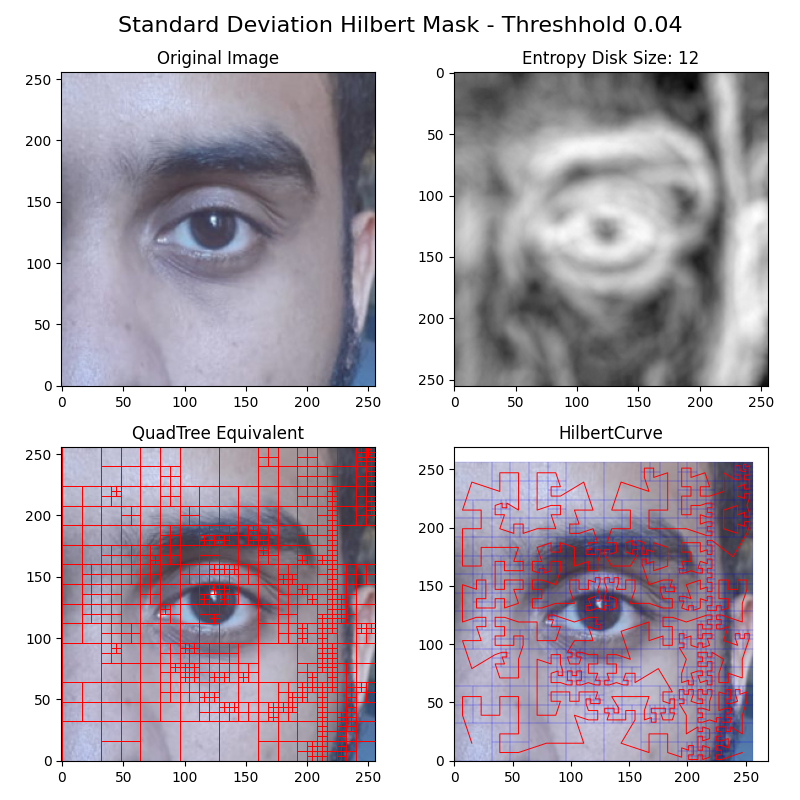 Standard Deviation Hilbert Mask - Threshhold 0.04
Original Image
Entropy Disk Size: 12
250
200
150
100
50
0
0 50 100 150 200 250
0
50
100
150
200
250
0 50 100 150 200 250
QuadTree Equivalent
HilbertCurve
250
200
150
100
50
0
0 50 100 150 200 250
250
200
150
100
50
0
0 50 100 150 200 250